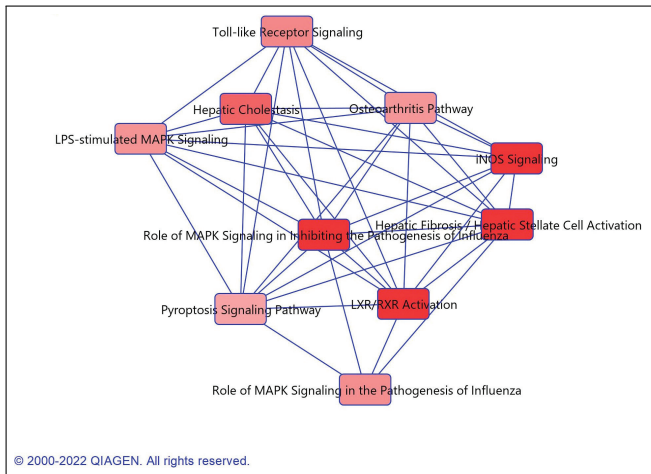 Toll-like Receptor Signaling
Hepatic Cholestasis
Osteoarthritis Pathway
LPS-stimulated MAPK Signaling
iNOS Signaling
Hepatic Fibrosis / Hepatic Stellate Cell Activation
Role of MAPK Signaling in Inhibiting the Pathogenesis of Influenza
Pyroptosis Signaling Pathway
LXR/RXR Activation
Role of MAPK Signaling in the Pathogenesis of Influenza
© 2000-2022 QIAGEN. All rights reserved.